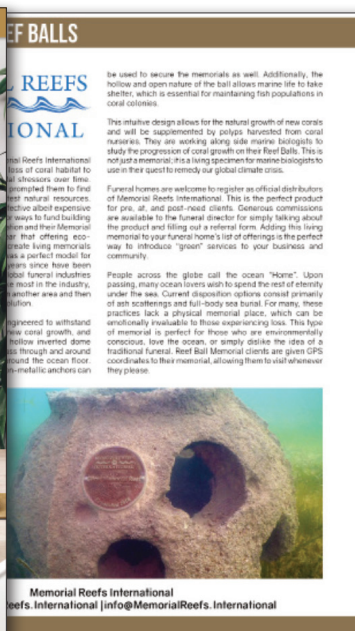 EF BALLS
L REEFS
IONAL
rial Reefs International
loss of coral habitat to
al stressors over time.
prompted them to find
test natural resources.
fective albeit expensive
r ways to fund building
tion and their Memorial
er that offering eco-
create living memorials
as a perfect model for
years since have been
obal funeral industries
e most in the industry,
n another area and then
olution.
ngineered to withstand
new coral growth, and
hollow inverted dome
ass through and around
round the ocean floor.
n-metallic anchors can
be used to secure the memorials as well. Additionally, the
hollow and open nature of the ball allows marine life to take
shelter, which is essential for maintaining fish populations in
coral colonies.
This intuitive design allows for the natural growth of new corals
and will be supplemented by polyps harvested from coral
nurseries. They are working along side marine biologists to
study the progression of coral growth on their Reef Balls. This is
not just a memorial; it is a living specimen for marine biologists to
use in their quest to remedy our global climate crisis.
Funeral homes are welcome to register as official distributors
of Memorial Reefs International. This is the perfect product
for pre, at, and post-need clients. Generous commissions
are available to the funeral director for simply talking about
the product and filling out a referral form. Adding this living
memorial to your funeral home's list of offerings is the perfect
way to introduce "green" services to your business and
community.
People across the globe call the ocean "Home". Upon
passing, many ocean lovers wish to spend the rest of eternity
under the sea. Current disposition options consist primarily
of ash scatterings and full-body sea burial. For many, these
practices lack a physical memorial place, which can be
emotionally invaluable to those experiencing loss. This type
of memorial is perfect for those who are environmentally
conscious, love the ocean, or simply dislike the idea of a
traditional funeral. Reef Ball Memorial clients are given GPS
coordinates to their memorial, allowing them to visit whenever
they please.
Memorial Reefs International
eefs.International | info@MemorialReefs.International